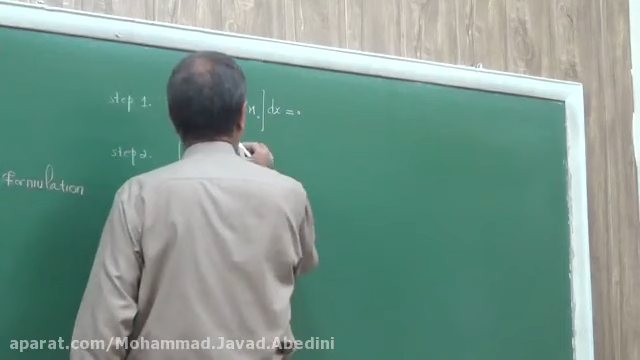 step 1. n.] dx = 0
step 2.
Formulation
aparat.com/Mohammad.Javad.Abedini